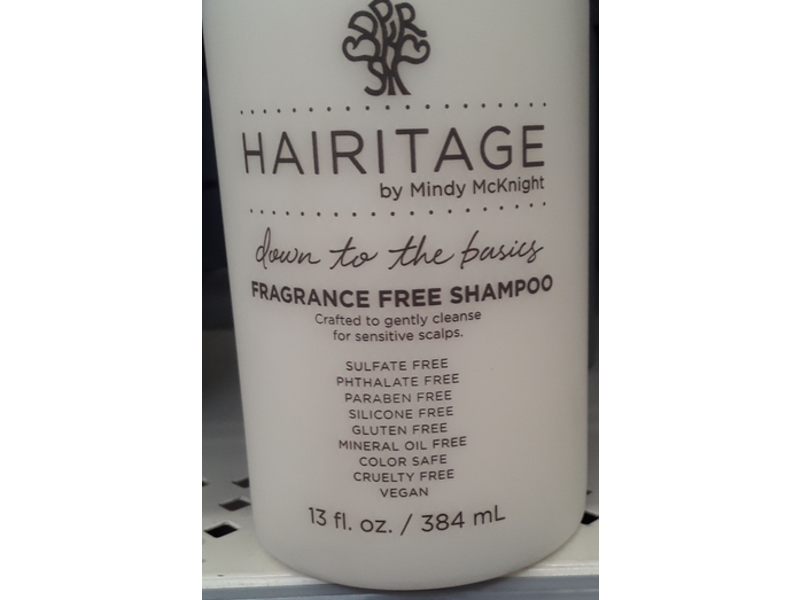 HAIRITAGE
by Mindy McKnight
down to the basics
FRAGRANCE FREE SHAMPOO
Crafted to gently cleanse
for sensitive scalps.
SULFATE FREE
PHTHALATE FREE
PARABEN FREE
SILICONE FREE
GLUTEN FREE
MINERAL OIL FREE
COLOR SAFE
CRUELTY FREE
VEGAN
13 fl. oz. / 384 mL